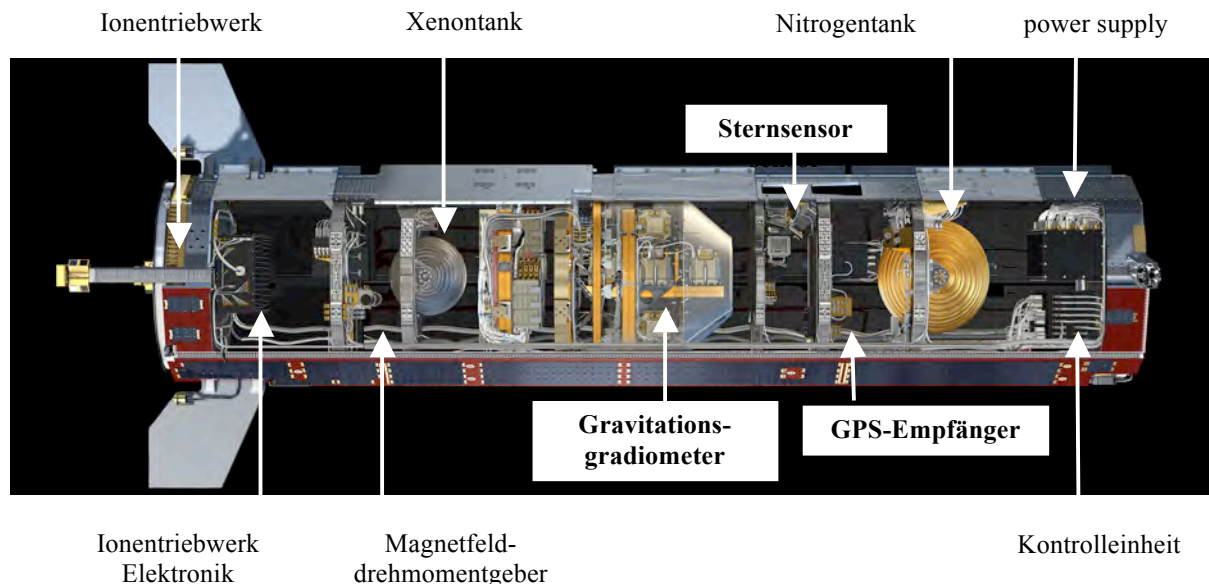 Ionentriebwerk
Xenontank
Nitrogentank
power supply
Sternsensor
Gravitations-
gradiometer
GPS-Empfänger
Ionentriebwerk
Elektronik
Magnetfeld-
drehmomentgeber
Kontrolleinheit